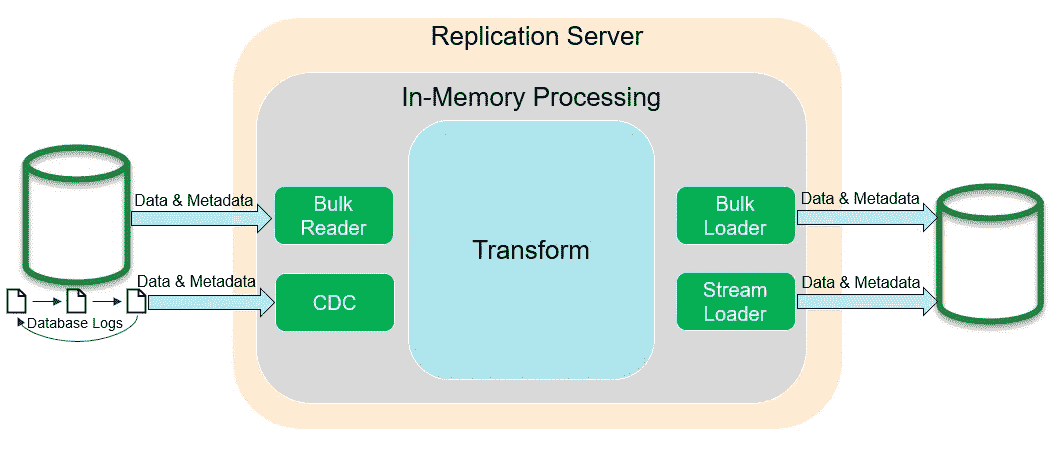 Replication Server
In-Memory Processing
Data & Metadata
Bulk
Reader
Transform
Bulk
Loader
Data & Metadata
Data & Metadata
CDC
Stream
Loader
Data & Metadata
Database Logs